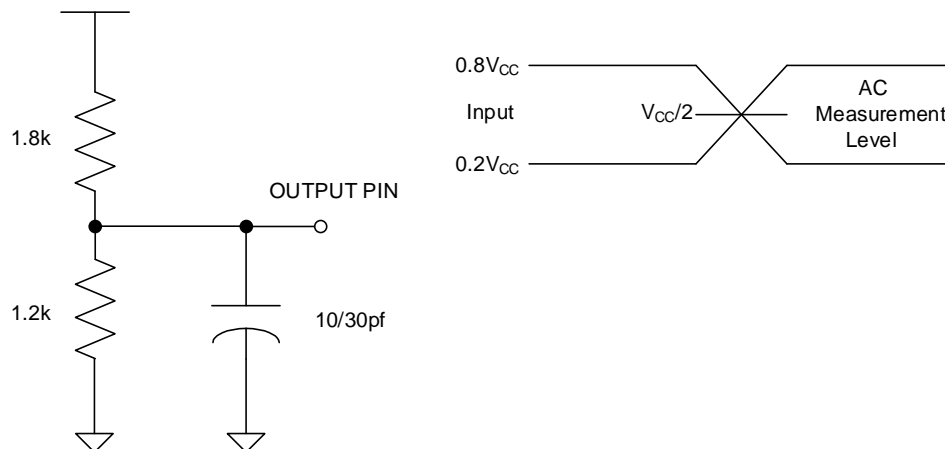 1.8k
1.2k
OUTPUT PIN
10/30pf
0.8VCC
Input
0.2VCC
VCC/2
AC
Measurement
Level